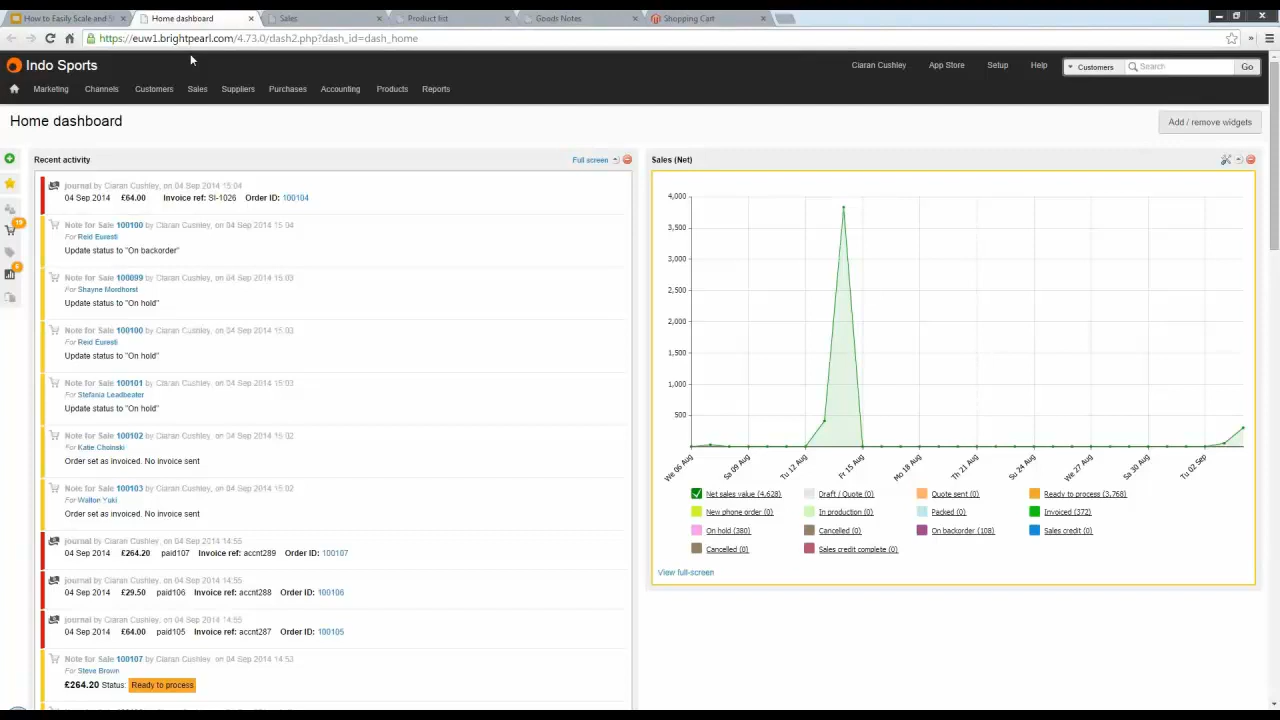 How to Easily Scale and S
Home dashboard
Sales
Product list
Goods Notes
Shopping Cart
https://euw1.brightpearl.com/4.73.0/dash2.php?dash_id=dash_home
Indo Sports
Ciaran Cushley App Store Setup Help Customers Search Go
Marketing Channels Customers Sales Suppliers Purchases Accounting Products Reports
Home dashboard
Add / remove widgets
19
6
Recent activity Full screen
journal by Ciaran Cushley, on 04 Sep 2014 15:04
04 Sep 2014 £64.00 Invoice ref: SI-1026 Order ID: 100104
Note for Sale 100100 by Ciaran Cushley, on 04 Sep 2014 15:04
For Reid Euresti
Update status to "On backorder"
Note for Sale 100099 by Ciaran Cushley, on 04 Sep 2014 15:03
For Shayne Mordhorst
Update status to "On hold"
Note for Sale 100100 by Ciaran Cushley, on 04 Sep 2014 15:03
For Reid Euresti
Update status to "On hold"
Note for Sale 100101 by Ciaran Cushley, on 04 Sep 2014 15:03
For Stefania Leadbeater
Update status to "On hold"
Note for Sale 100102 by Ciaran Cushley, on 04 Sep 2014 15:02
For Katie Choinski
Order set as invoiced. No invoice sent
Note for Sale 100103 by Ciaran Cushley, on 04 Sep 2014 15:02
For Walton Yuki
Order set as invoiced. No invoice sent
journal by Ciaran Cushley, on 04 Sep 2014 14:55
04 Sep 2014 £264.20 paid107 Invoice ref: accnt289 Order ID: 100107
journal by Ciaran Cushley, on 04 Sep 2014 14:55
04 Sep 2014 £29.50 paid106 Invoice ref: accnt288 Order ID: 100106
journal by Ciaran Cushley, on 04 Sep 2014 14:55
04 Sep 2014 £64.00 paid105 Invoice ref: accnt287 Order ID: 100105
Note for Sale 100107 by Ciaran Cushley, on 04 Sep 2014 14:53
For Steve Brown
£264.20 Status: Ready to process
Sales (Net)
4,000
3,500
3,000
2,500
2,000
1,500
1,000
500
We 06 Aug Sa 09 Aug Tu 12 Aug Fr 15 Aug Mo 18 Aug Th 21 Aug Su 24 Aug We 27 Aug Sa 30 Aug Tu 02 Sep
Net sales value (4,628) Draft / Quote (0) Quote sent (0) Ready to process (3,768)
New phone order (0) In production (0) Packed (0) Invoiced (372)
On hold (380) Cancelled (0) On backorder (108) Sales credit (0)
Cancelled (0) Sales credit complete (0)
View full-screen